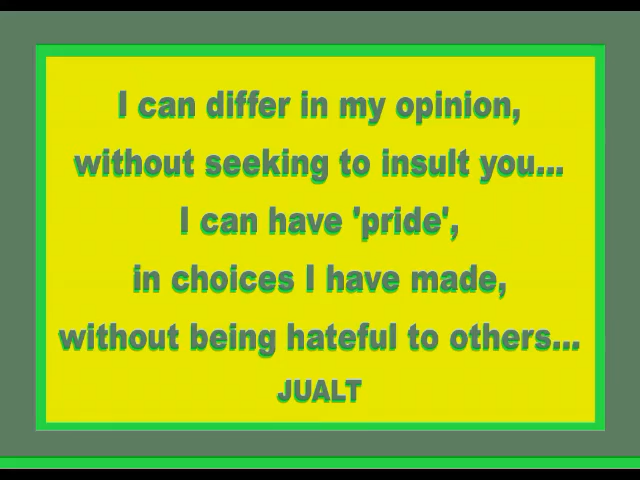 I can differ in my opinion,
without seeking to insult you...
I can have 'pride',
in choices I have made,
without being hateful to others...
JUALT